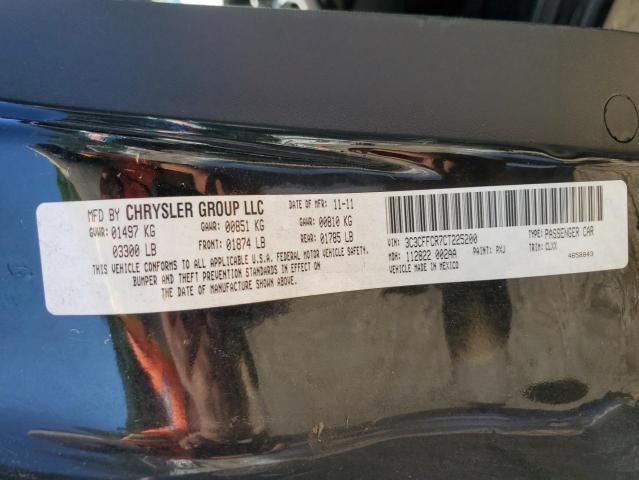 MFD BY CHRYSLER GROUP LLC DATE OF MFR: 11-11
GVWR: 01497 KG GAWR: 00851 KG GAWR: 00810 KG
03300 LB FRONT: 01874 LB REAR: 01785 LB
THIS VEHICLE CONFORMS TO ALL APPLICABLE U.S.A. FEDERAL MOTOR VEHICLE SAFETY,
BUMPER AND THEFT PREVENTION STANDARDS IN EFFECT ON
THE DATE OF MANUFACTURE SHOWN ABOVE.
VIN: 3C3CFFCR7CT225200 TYPE: PASSENGER CAR
MDH: 112822 002AA PAINT: PXJ TRIM: CLXX
VEHICLE MADE IN MEXICO 4658843